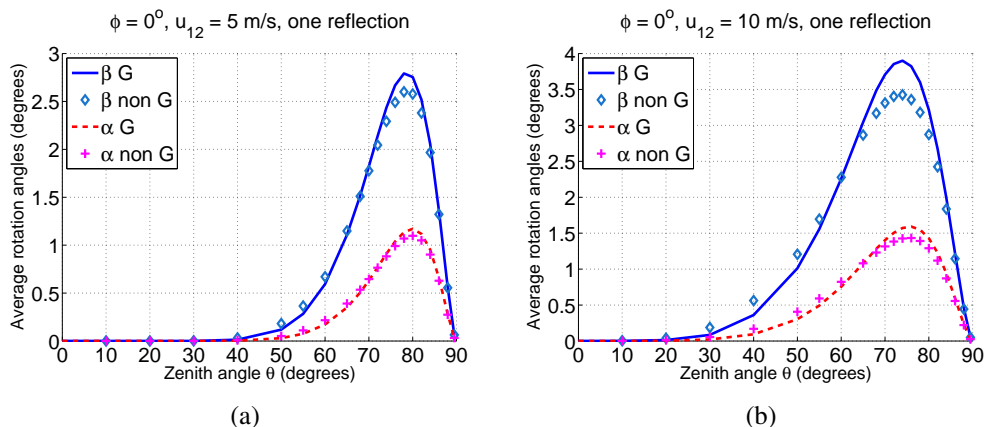 ϕ = 0°, u₁₂ = 5 m/s, one reflection
3
2.5
2
1.5
1
0.5
0
Average rotation angles (degrees)
β G
β non G
α G
α non G
0 10 20 30 40 50 60 70 80 90
Zenith angle θ (degrees)
(a)
ϕ = 0°, u₁₂ = 10 m/s, one reflection
4
3.5
3
2.5
2
1.5
1
0.5
0
Average rotation angles (degrees)
β G
β non G
α G
α non G
0 10 20 30 40 50 60 70 80 90
Zenith angle θ (degrees)
(b)